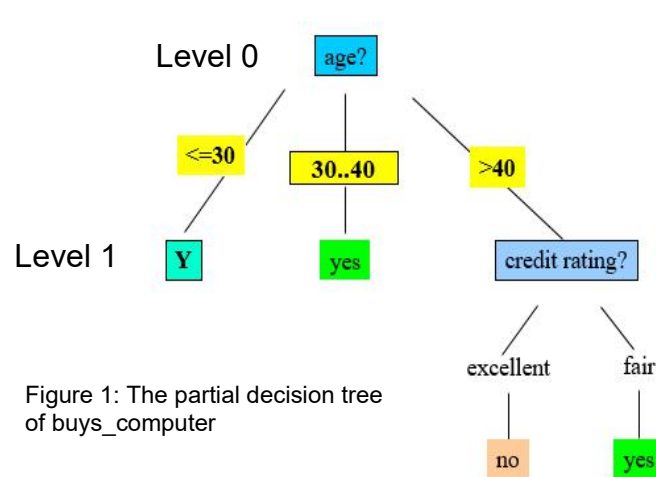 Level 0
age?
<=30
30..40
>40
Level 1
Y
yes
credit rating?
excellent
fair
Figure 1: The partial decision tree
of buys_computer
no
yes